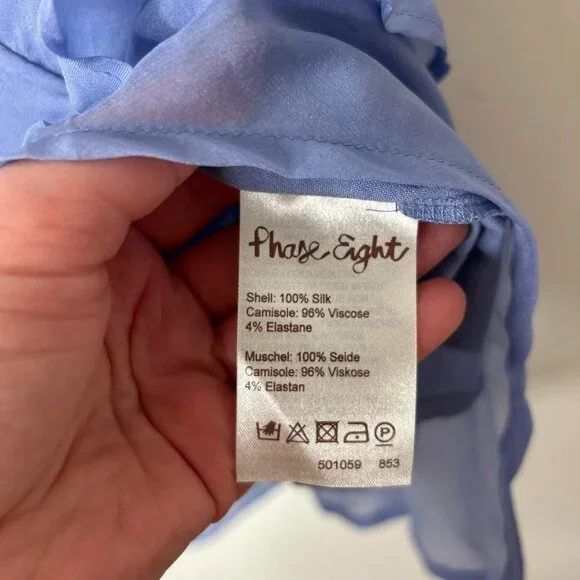 Phase Eight
Shell: 100% Silk
Camisole: 96% Viscose
4% Elastane
Muschel: 100% Seide
Camisole: 96% Viskose
4% Elastan
P
501059 853